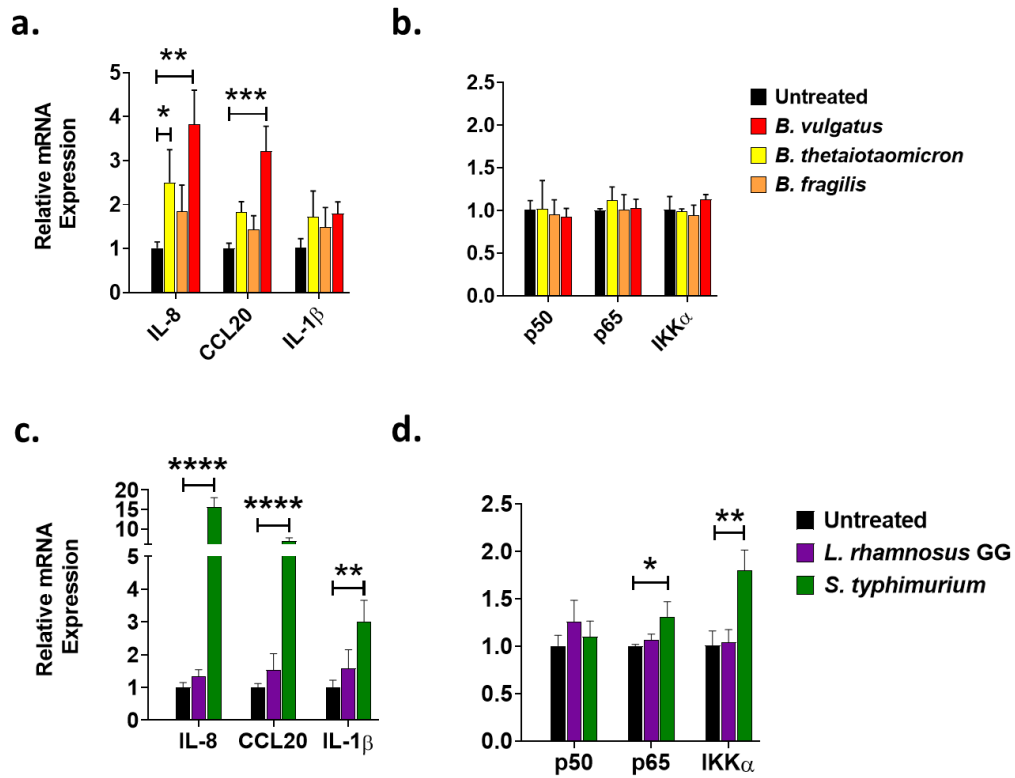 a.
**
***
*
5
4
3
2
1
0
Relative mRNA
Expression
IL-8
CCL20
IL-1β
b.
2.5
2.0
1.5
1.0
0.5
0.0
p50
p65
IKKα
Untreated
B. vulgatus
B. thetaiotaomicron
B. fragilis
c.
****
****
**
20
15
10
5
4
3
2
1
0
Relative mRNA
Expression
IL-8
CCL20
IL-1β
d.
**
*
2.5
2.0
1.5
1.0
0.5
0.0
p50
p65
IKKα
Untreated
L. rhamnosus GG
S. typhimurium